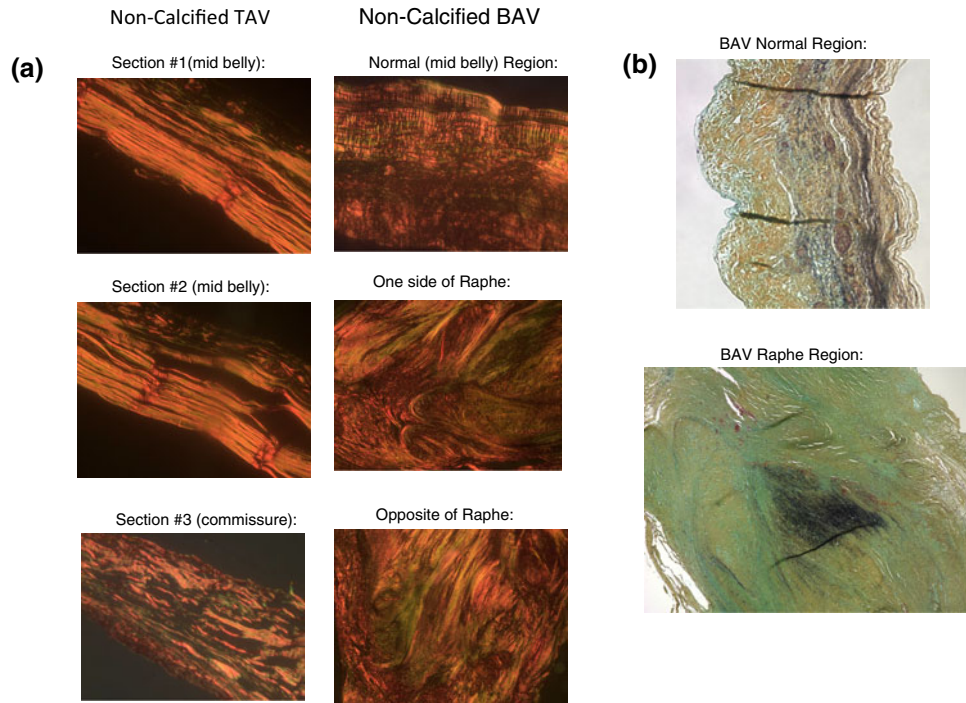 Non-Calcified TAV
Non-Calcified BAV
(a)
Section #1(mid belly):
Normal (mid belly) Region:
Section #2 (mid belly):
One side of Raphe:
Section #3 (commissure):
Opposite of Raphe:
(b)
BAV Normal Region:
BAV Raphe Region: